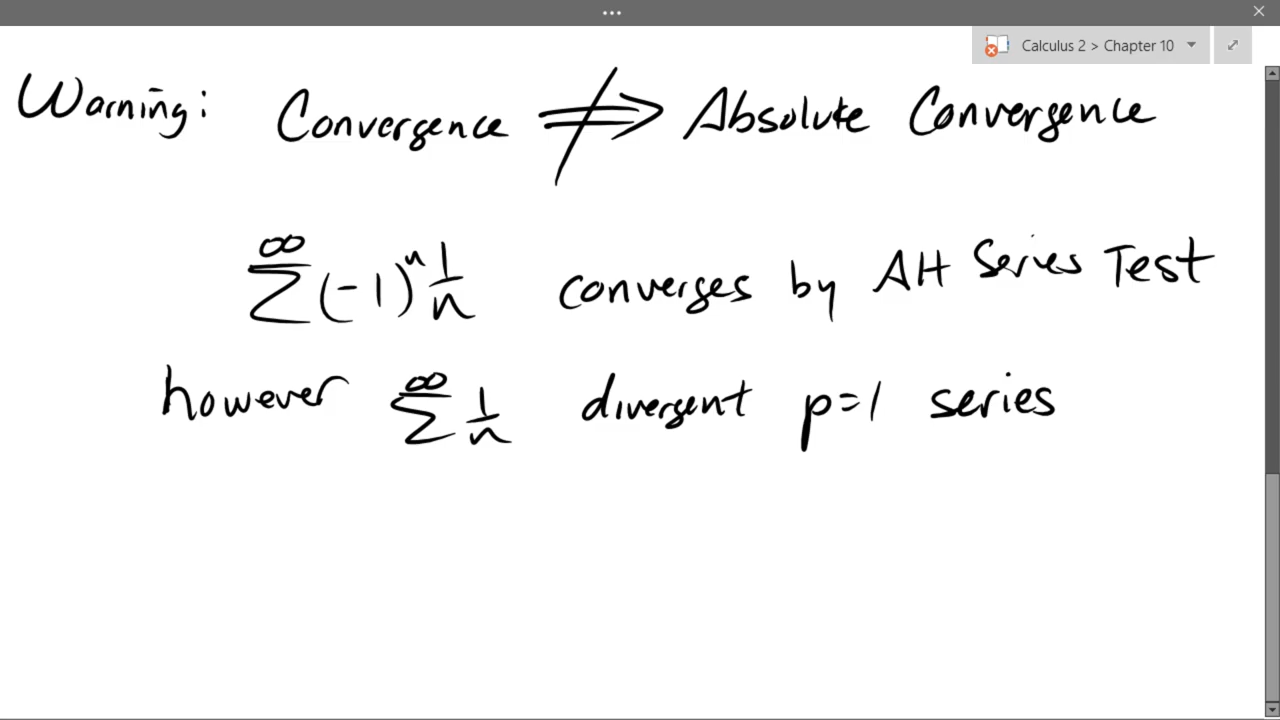 Calculus 2 > Chapter 10
Warning: Convergence ⇏ Absolute Convergence
∞
∑ (-1)ⁿ 1/n converges by Alt Series Test
however ∞
∑ 1/n divergent p=1 series